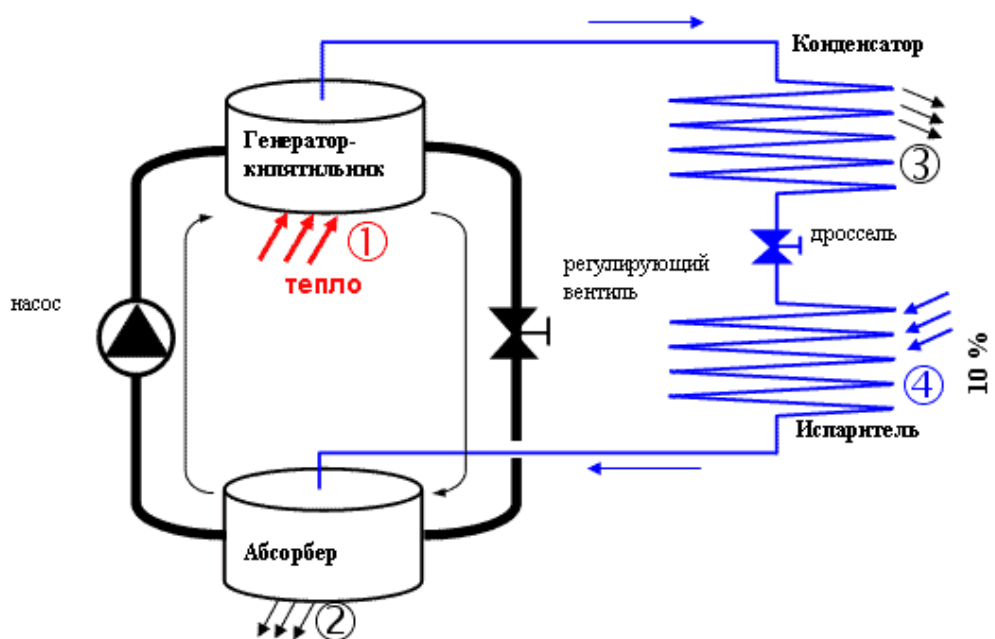 Конденсатор
Генератор-
кипятильник
③
①
тепло
дроссель
регулирующий
вентиль
насос
10 %
④
Испаритель
Абсорбер
②